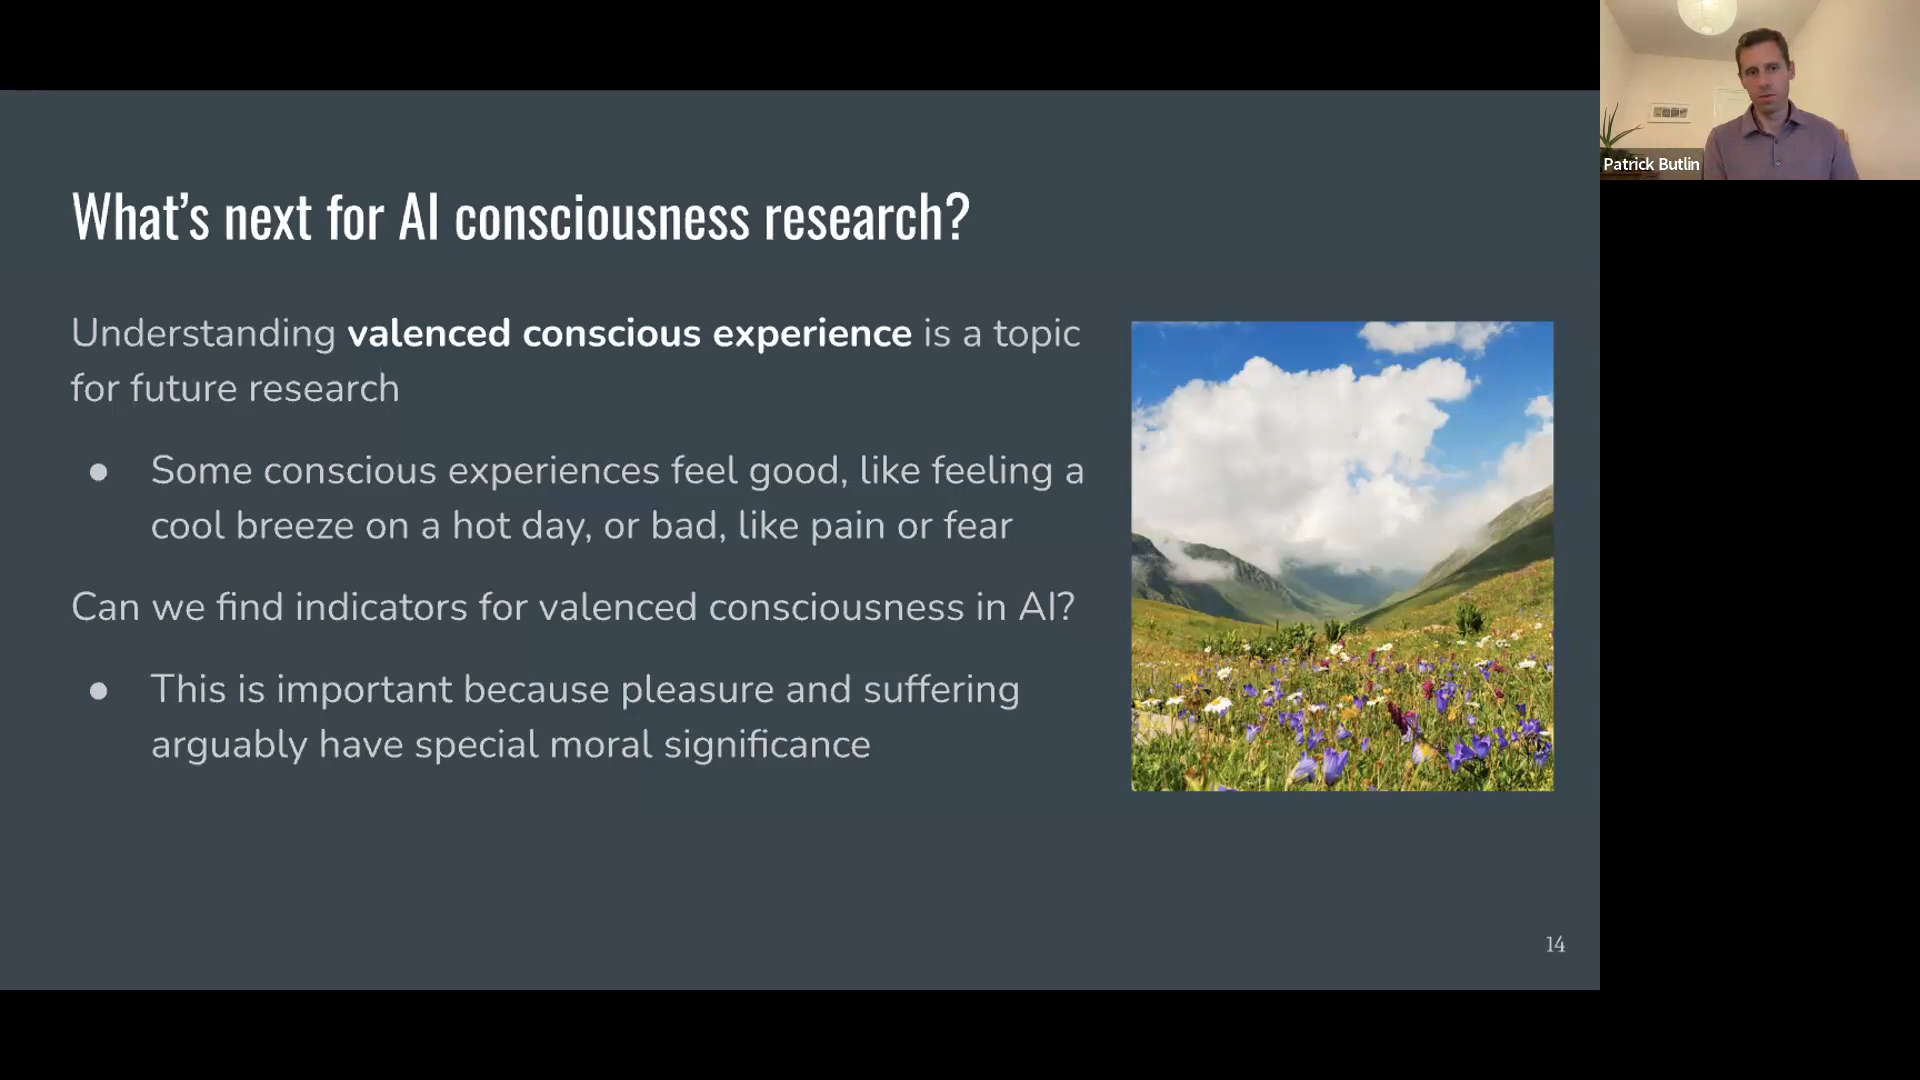 What’s next for AI consciousness research?
Understanding valenced conscious experience is a topic
for future research
● Some conscious experiences feel good, like feeling a
cool breeze on a hot day, or bad, like pain or fear
Can we find indicators for valenced consciousness in AI?
● This is important because pleasure and suffering
arguably have special moral significance
14
Patrick Butlin